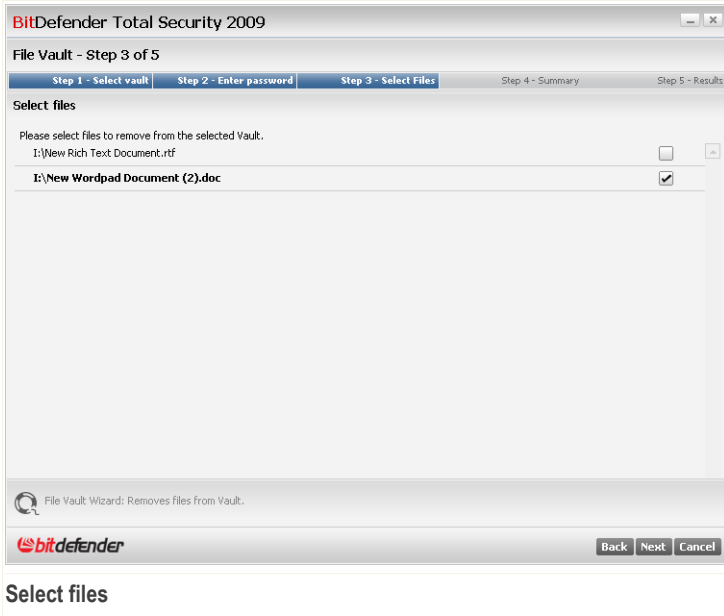 BitDefender Total Security 2009
File Vault - Step 3 of 5
Step 1 - Select vault Step 2 - Enter password Step 3 - Select Files Step 4 - Summary Step 5 - Results
Select files
Please select files to remove from the selected Vault.
I:\New Rich Text Document.rtf
I:\New Wordpad Document (2).doc
File Vault Wizard: Removes files from Vault.
bitdefender
Back Next Cancel
Select files